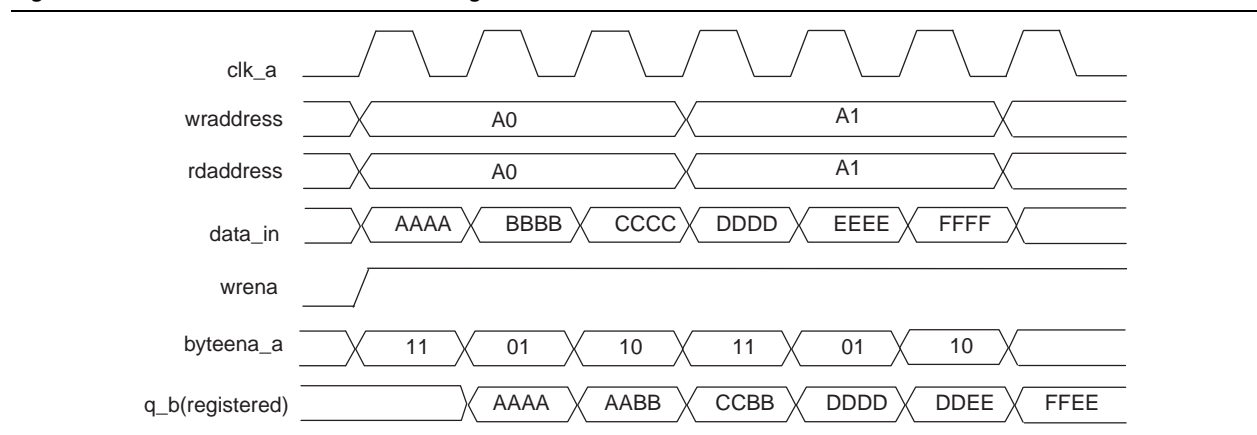 clk_a
wraddress A0 A1
rdaddress A0 A1
data_in AAAA BBBB CCCC DDDD EEEE FFFF
wrena
byteena_a 11 01 10 11 01 10
q_b(registered) AAAA AABB CCBB DDDD DDEE FFEE